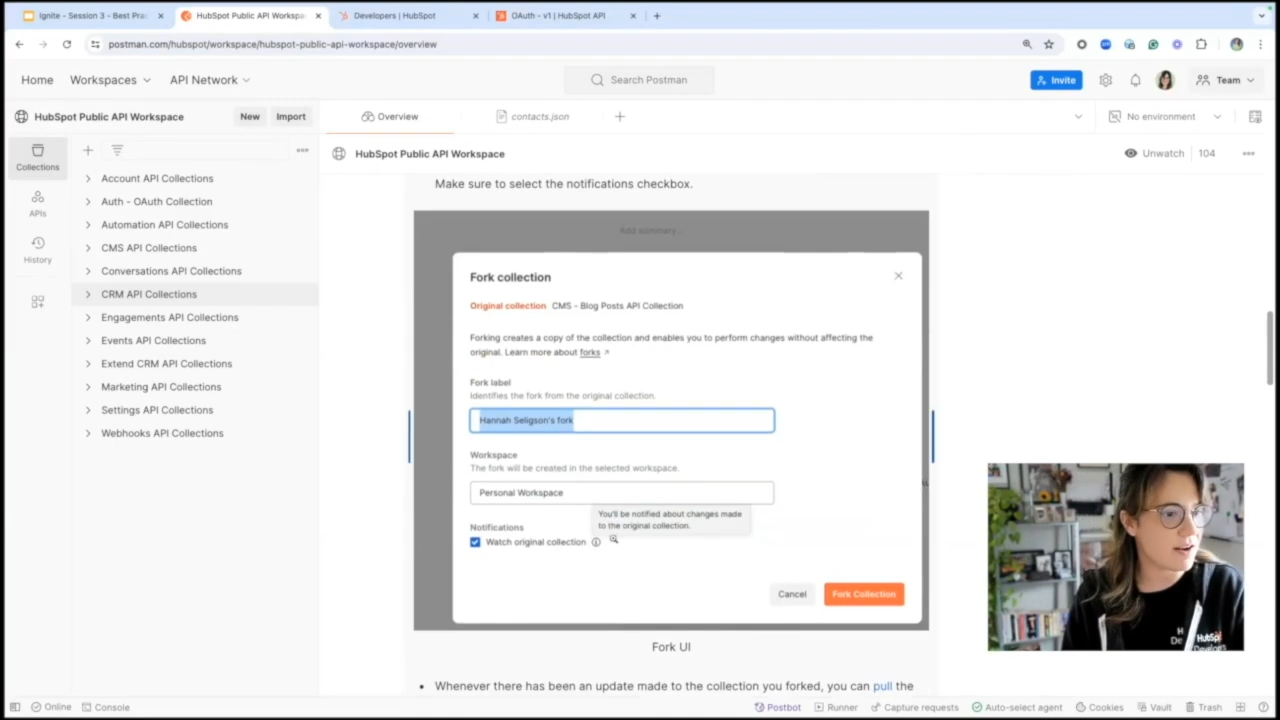 Ignite - Session 3 - Best Pra
HubSpot Public API Workspa
Developers | HubSpot
OAuth - v1 | HubSpot API
postman.com/hubspot/workspace/hubspot-public-api-workspace/overview
Home Workspaces API Network
Search Postman
Invite
Team
HubSpot Public API Workspace
New Import
Overview
contacts.json
No environment
Collections
APIs
History
Account API Collections
Auth - OAuth Collection
Automation API Collections
CMS API Collections
Conversations API Collections
CRM API Collections
Engagements API Collections
Events API Collections
Extend CRM API Collections
Marketing API Collections
Settings API Collections
Webhooks API Collections
HubSpot Public API Workspace
Unwatch 104
Make sure to select the notifications checkbox.
Add summary...
Fork collection
Original collection CMS - Blog Posts API Collection
Forking creates a copy of the collection and enables you to perform changes without affecting the
original. Learn more about forks ↗
Fork label
Identifies the fork from the original collection.
Hannah Seligson's fork
Workspace
The fork will be created in the selected workspace.
Personal Workspace
You'll be notified about changes made
to the original collection.
Notifications
Watch original collection
Cancel Fork Collection
Fork UI
• Whenever there has been an update made to the collection you forked, you can pull the
HubSpot
Online Console
Postbot Runner Capture requests Auto-select agent Cookies Vault Trash